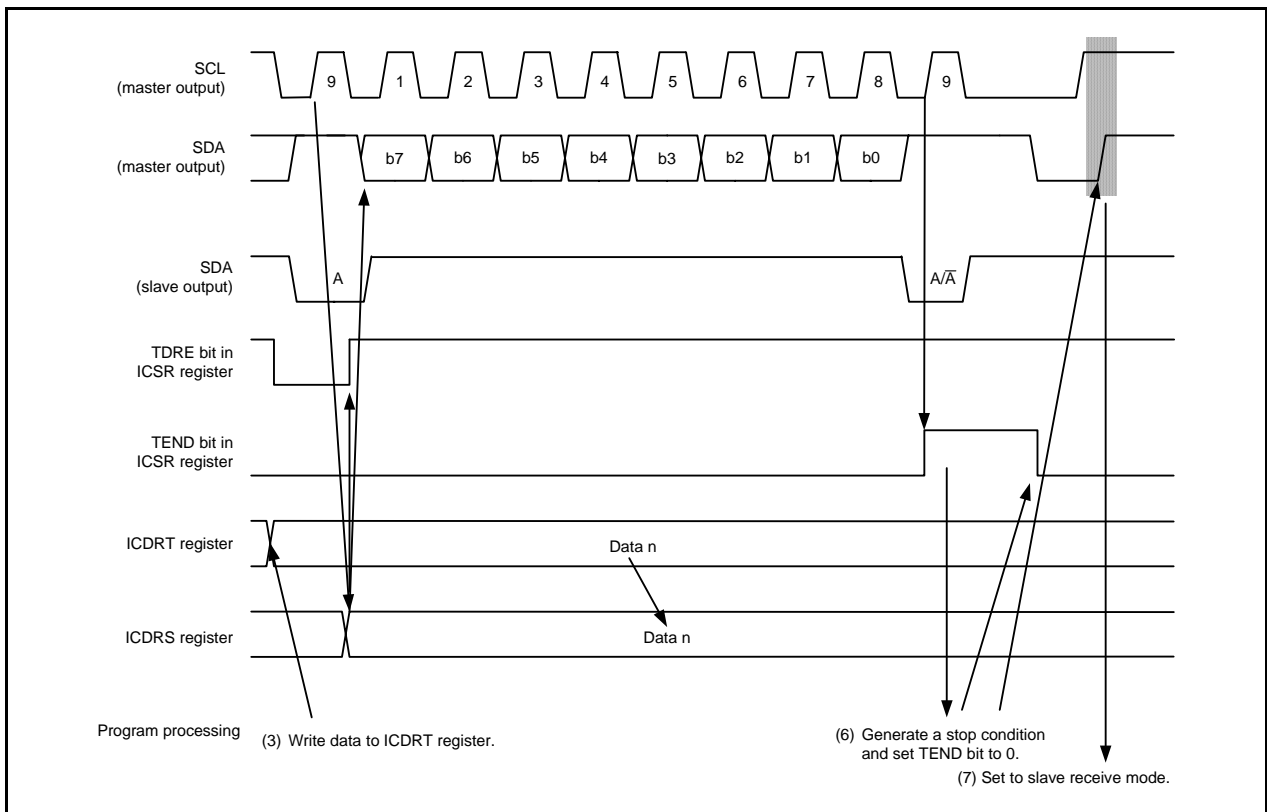 SCL
(master output)
9 1 2 3 4 5 6 7 8 9
SDA
(master output)
b7 b6 b5 b4 b3 b2 b1 b0
SDA
(slave output)
A A/A̅
TDRE bit in
ICSR register
TEND bit in
ICSR register
ICDRT register
Data n
ICDRS register
Data n
Program processing
(3) Write data to ICDRT register.
(6) Generate a stop condition
and set TEND bit to 0.
(7) Set to slave receive mode.